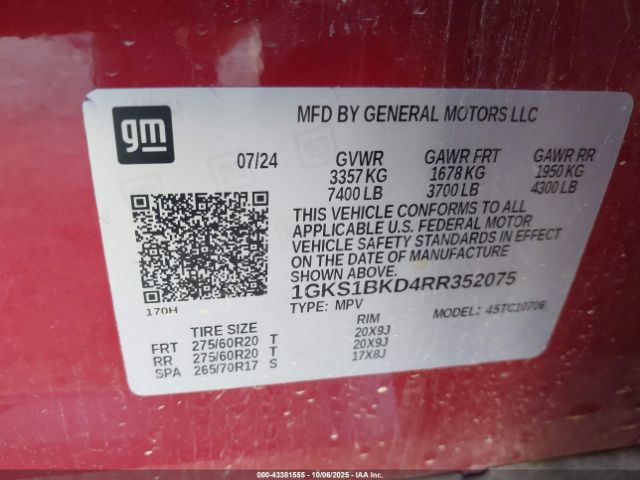 gm
MFD BY GENERAL MOTORS LLC
07/24 GVWR GAWR FRT GAWR RR
3357 KG 1678 KG 1950 KG
7400 LB 3700 LB 4300 LB
THIS VEHICLE CONFORMS TO ALL
APPLICABLE U.S. FEDERAL MOTOR
VEHICLE SAFETY STANDARDS IN EFFECT
ON THE DATE OF MANUFACTURE
SHOWN ABOVE.
1GKS1BKD4RR352075
170H
TYPE: MPV MODEL: 4STC10706
TIRE SIZE RIM
FRT 275/60R20 T 20X9J
RR 275/60R20 T 20X9J
SPA 265/70R17 S 17X8J
000-43381555 | 10/06/2025 | IAA Inc.